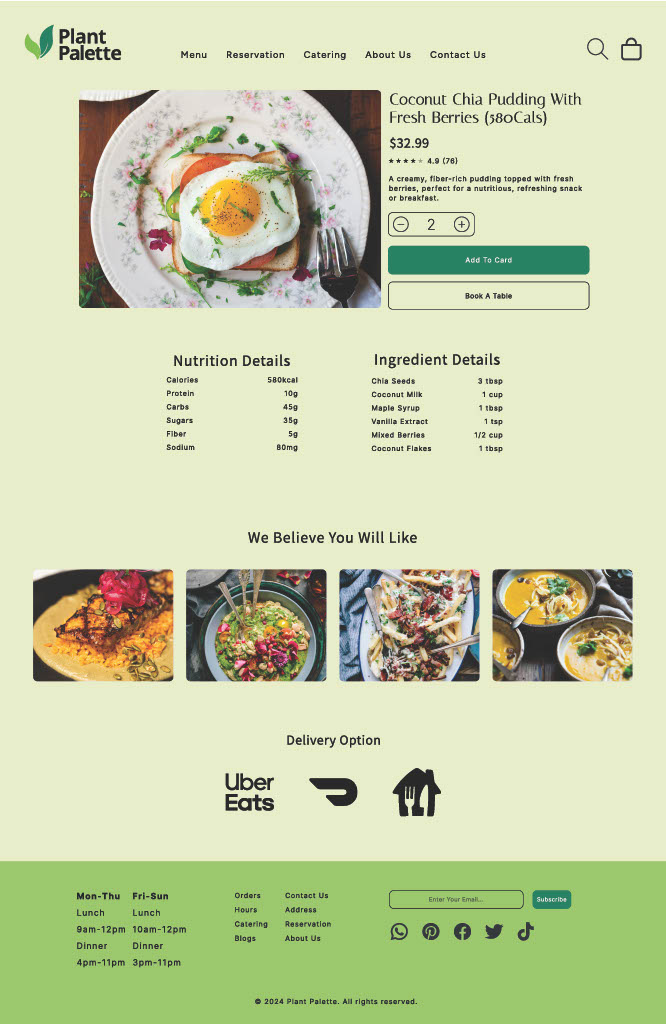 Plant
Palette
Menu Reservation Catering About Us Contact Us
Coconut Chia Pudding With
Fresh Berries (580Cals)
$32.99
4.9 (76)
A creamy, fiber-rich pudding topped with fresh
berries, perfect for a nutritious, refreshing snack
or breakfast.
2
Add To Card
Book A Table
Nutrition Details
Calories 580kcal
Protein 10g
Carbs 45g
Sugars 35g
Fiber 5g
Sodium 80mg
Ingredient Details
Chia Seeds 3 tbsp
Coconut Milk 1 cup
Maple Syrup 1 tbsp
Vanilla Extract 1 tsp
Mixed Berries 1/2 cup
Coconut Flakes 1 tbsp
We Believe You Will Like
Delivery Option
Uber
Eats
Mon-Thu Fri-Sun
Lunch Lunch
9am-12pm 10am-12pm
Dinner Dinner
4pm-11pm 3pm-11pm
Orders Contact Us
Hours Address
Catering Reservation
Blogs About Us
Enter Your Email... Subscribe
© 2024 Plant Palette. All rights reserved.